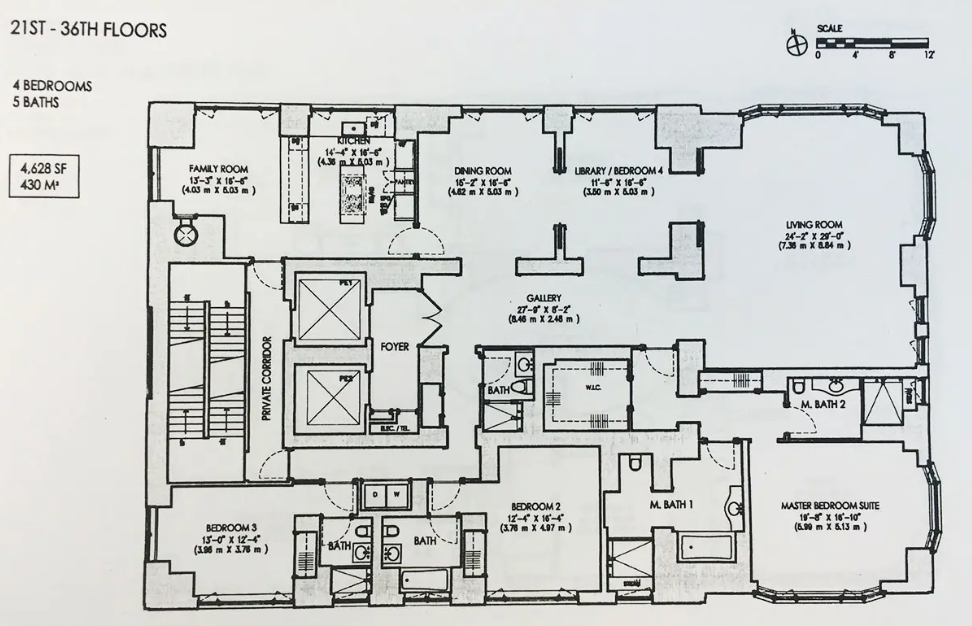 21ST - 36TH FLOORS
SCALE
N
0 4' 8' 12'
4 BEDROOMS
5 BATHS
4,628 SF
430 M²
KITCHEN
14'-4" X 16'-6"
(4.36 m X 5.03 m)
FAMILY ROOM
13'-3" X 16'-6"
(4.03 m X 5.03 m)
PANTRY
DINING ROOM
15'-2" X 16'-6"
(4.62 m X 5.03 m)
LIBRARY / BEDROOM 4
11'-6" X 16'-6"
(3.50 m X 5.03 m)
LIVING ROOM
24'-2" X 29'-0"
(7.36 m X 8.84 m)
GALLERY
27'-9" X 8'-2"
(8.46 m X 2.48 m)
PE1
FOYER
PRIVATE CORRIDOR
PE2
ELEC. / TEL.
BATH
W.I.C.
M. BATH 2
D W
BEDROOM 3
13'-0" X 12'-4"
(3.96 m X 3.76 m)
BATH
BATH
BEDROOM 2
12'-4" X 16'-4"
(3.76 m X 4.97 m)
M. BATH 1
MASTER BEDROOM SUITE
19'-8" X 16'-10"
(5.99 m X 5.13 m)